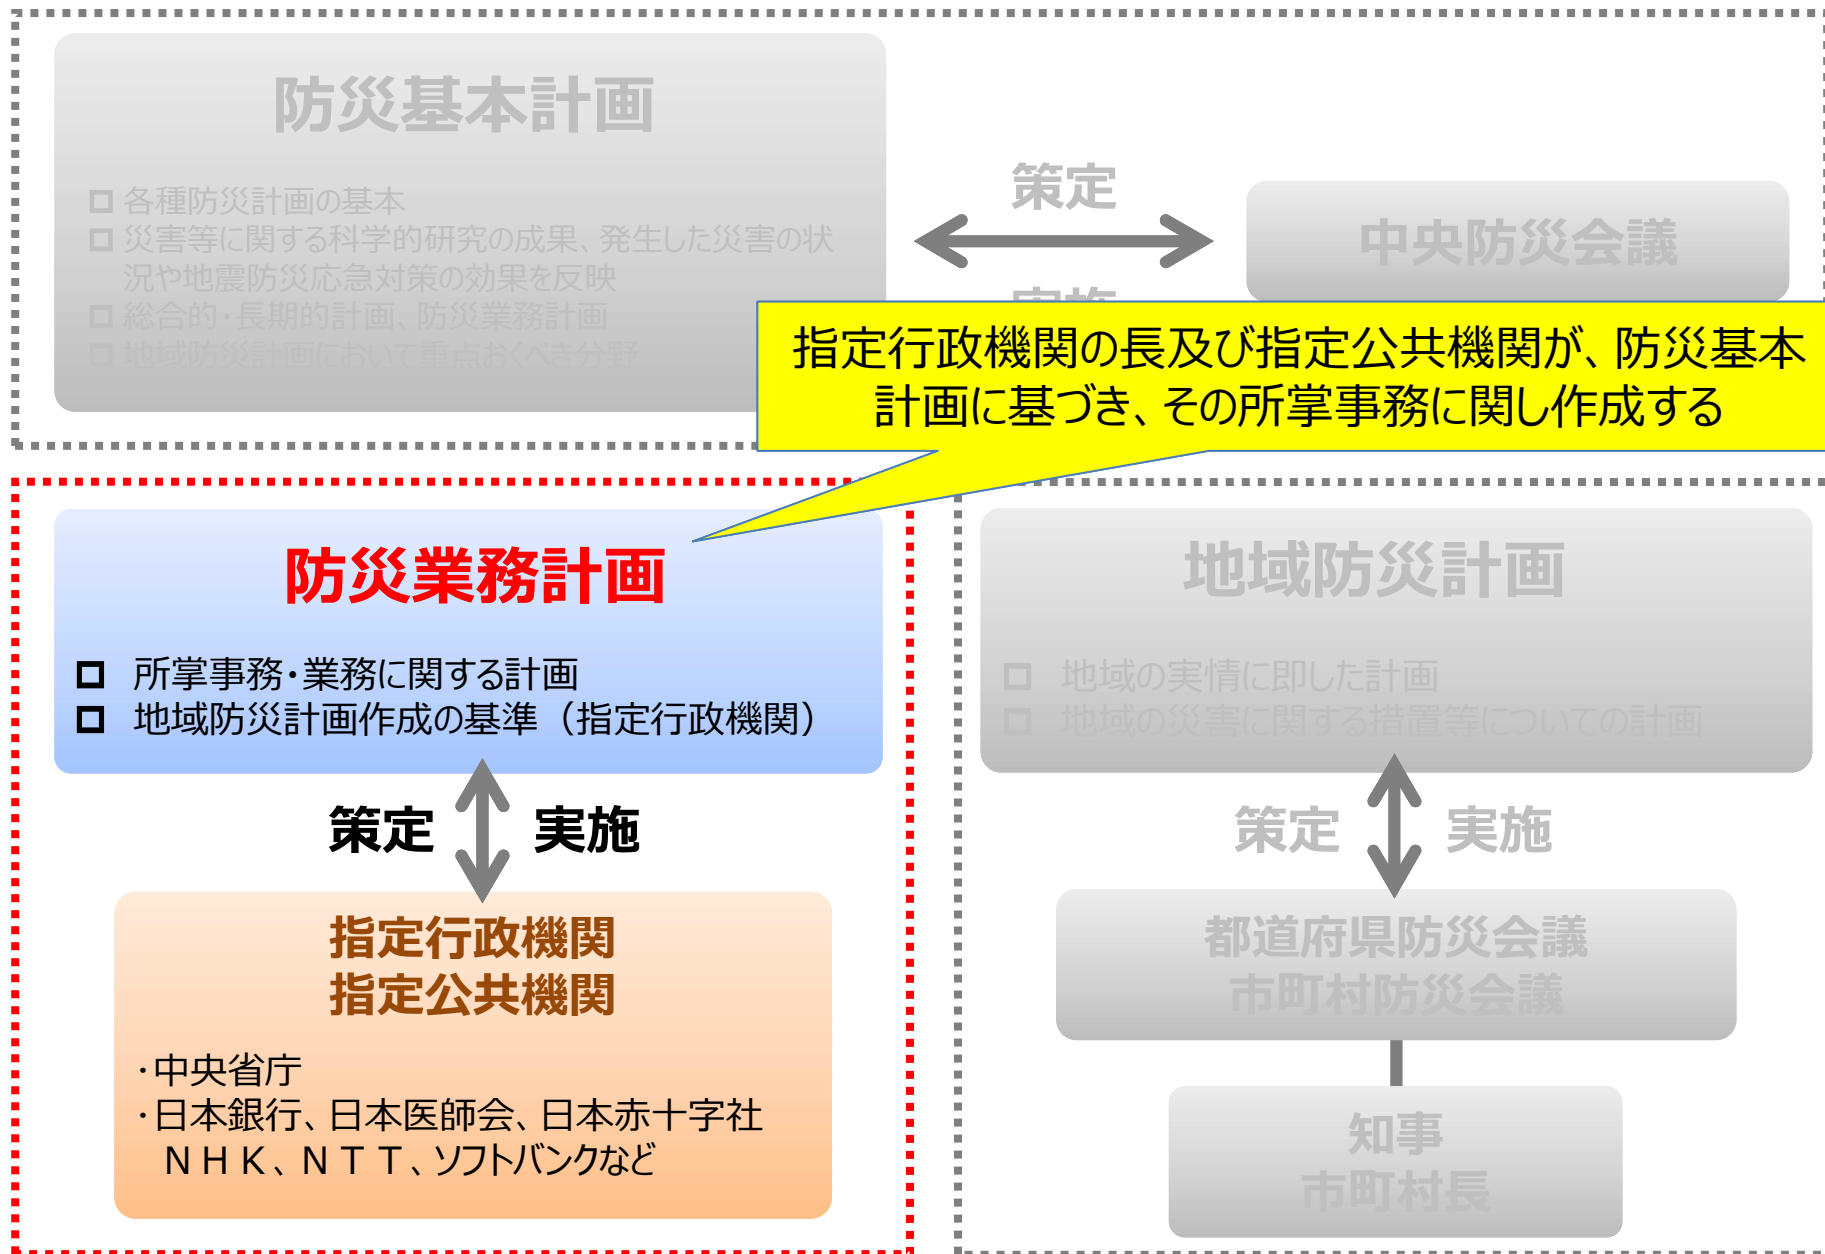 防災基本計画
各種防災計画の基本
災害等に関する科学的研究の成果、発生した災害の状
況や地震防災応急対策の効果を反映
総合的・長期的計画、防災業務計画
地域防災計画において重点おくべき分野
策定
実施
中央防災会議
指定行政機関の長及び指定公共機関が、防災基本
計画に基づき、その所掌事務に関し作成する
防災業務計画
所掌事務・業務に関する計画
地域防災計画作成の基準（指定行政機関）
策定
実施
指定行政機関
指定公共機関
・中央省庁
・日本銀行、日本医師会、日本赤十字社
ＮＨＫ、ＮＴＴ、ソフトバンクなど
地域防災計画
地域の実情に即した計画
地域の災害に関する措置等についての計画
策定
実施
都道府県防災会議
市町村防災会議
知事
市町村長